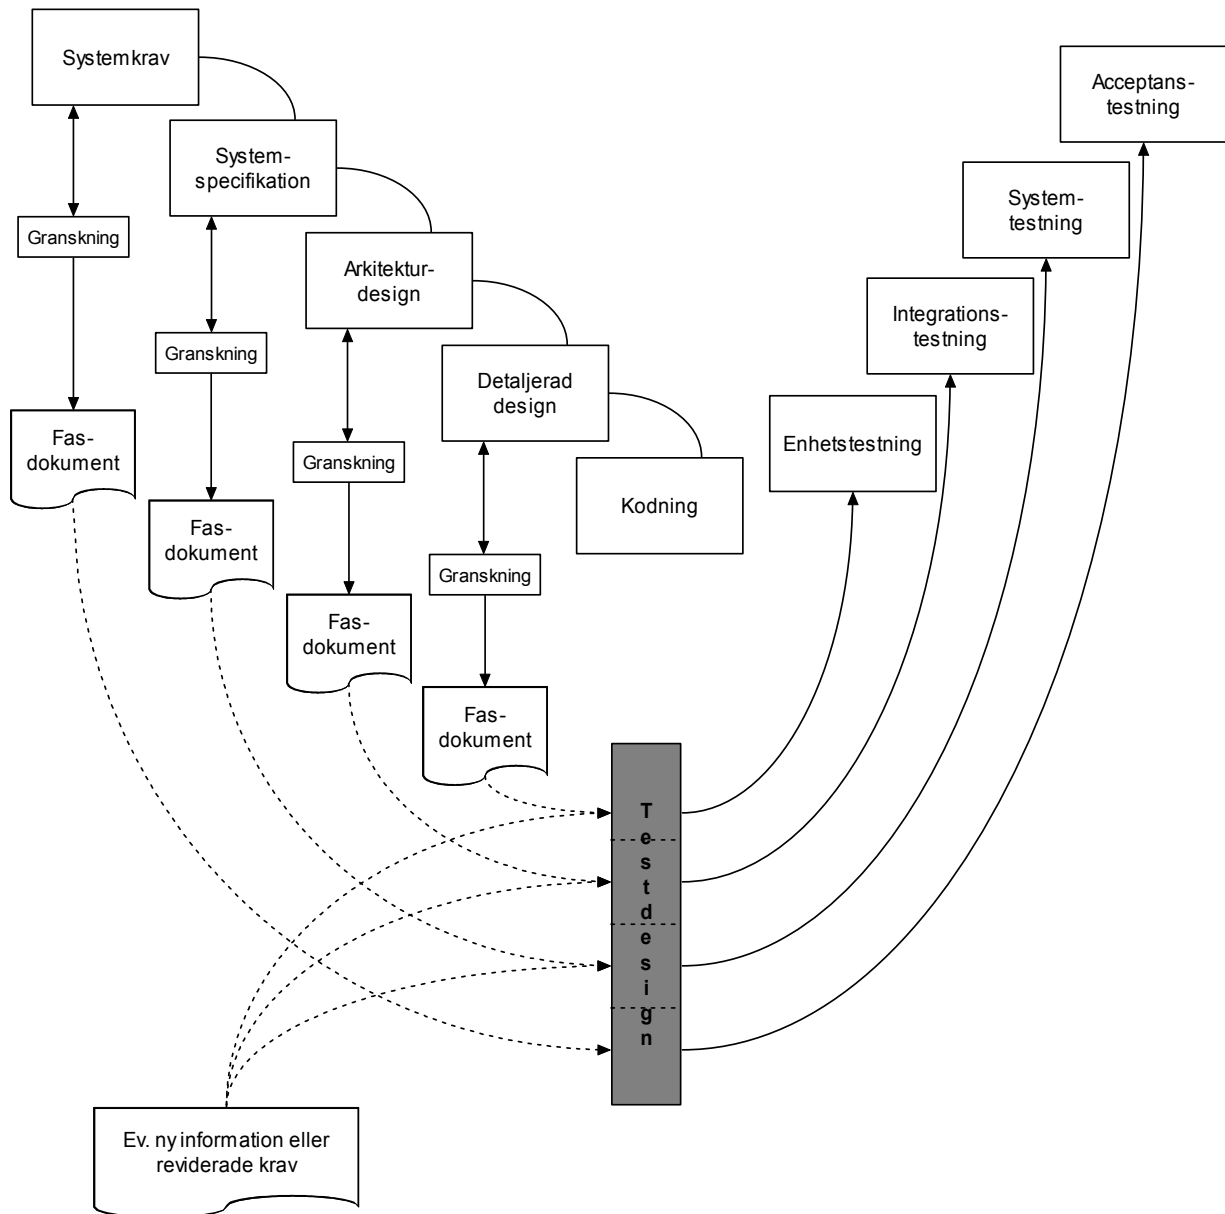 Systemkrav
Acceptans-
testning
System-
specifikation
System-
testning
Granskning
Arkitektur-
design
Integrations-
testning
Granskning
Detaljerad
design
Fas-
dokument
Enhetstestning
Granskning
Kodning
Fas-
dokument
Granskning
Fas-
dokument
Fas-
dokument
T
e
s
t
d
e
s
i
g
n
Ev. ny information eller
reviderade krav